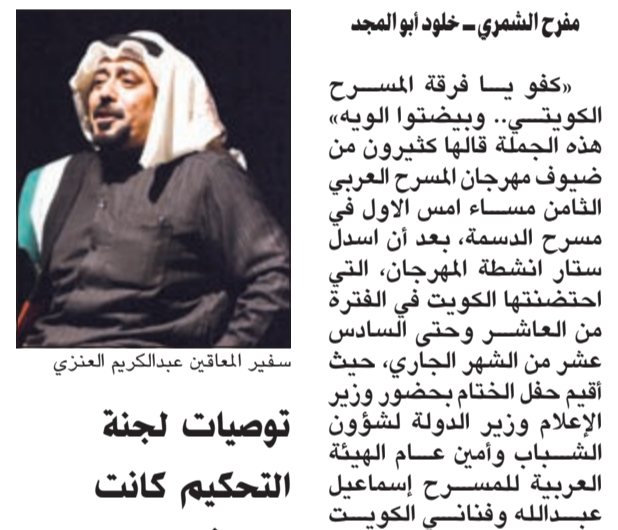 مفرح الشمري ـ خلود أبو المجد
«كفو يا فرقة المسرح
الكويتي.. وبيضتوا الويه»
هذه الجملة قالها كثيرون من
ضيوف مهرجان المسرح العربي
الثامن مساء امس الاول في
مسرح الدسمة، بعد أن اسدل
ستار انشطة المهرجان، التي
احتضنتها الكويت في الفترة
من العاشر وحتى السادس
عشر من الشهر الجاري، حيث
أقيم حفل الختام بحضور وزير
الإعلام وزير الدولة لشؤون
الشباب وأمين عام الهيئة
العربية للمسرح إسماعيل
عبدالله وفناني الكويت
سفير المعاقين عبدالكريم العنزي
توصيات لجنة
التحكيم كانت